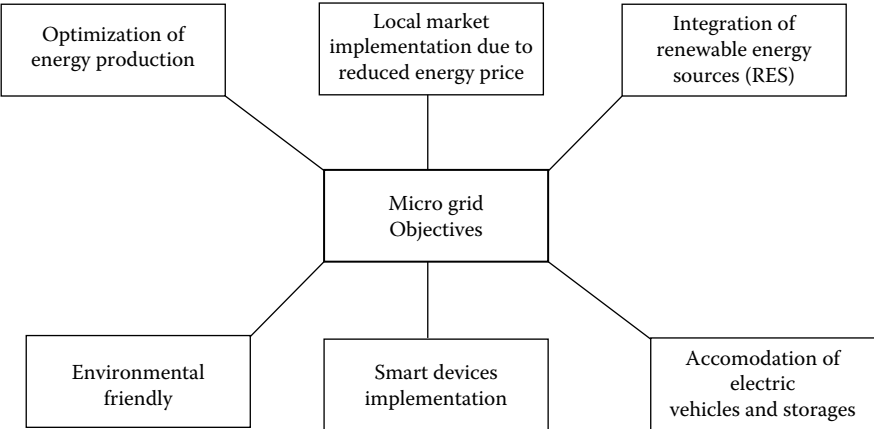 Optimization of
energy production
Local market
implementation due to
reduced energy price
Integration of
renewable energy
sources (RES)
Micro grid
Objectives
Environmental
friendly
Smart devices
implementation
Accomodation of
electric
vehicles and storages